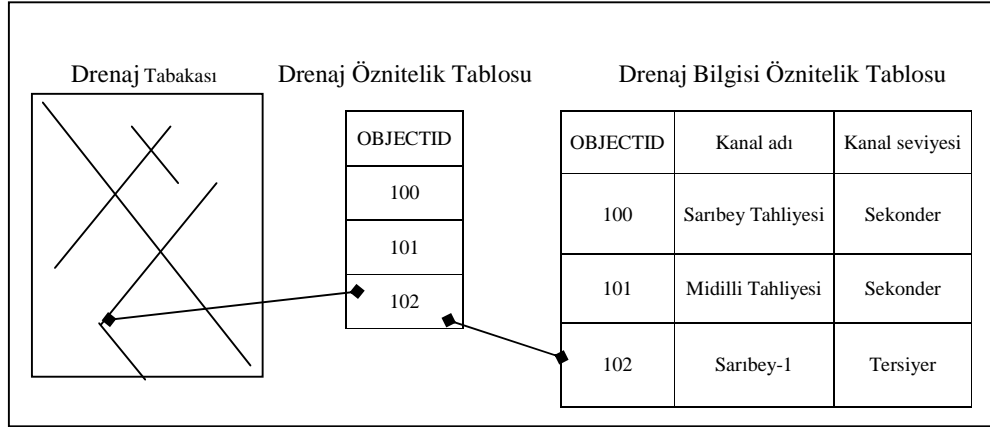 Drenaj Tabakası
Drenaj Öznitelik Tablosu
Drenaj Bilgisi Öznitelik Tablosu
OBJECTID
100
101
102
OBJECTID Kanal adı Kanal seviyesi
100 Sarıbey Tahliyesi Sekonder
101 Midilli Tahliyesi Sekonder
102 Sarıbey-1 Tersiyer